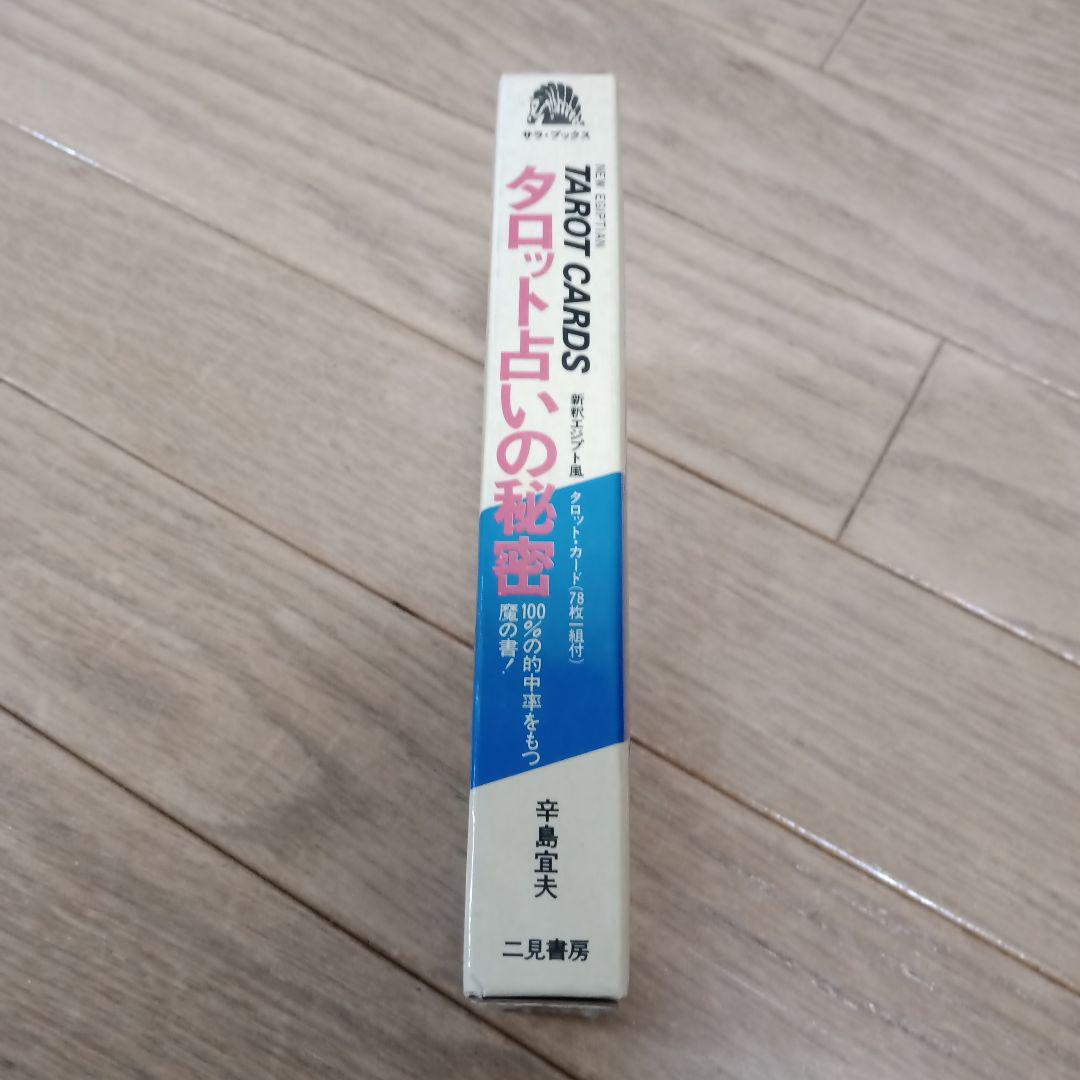 サラ・ブックス
NEW EGIPTIAN
TAROT CARDS
新釈エジプト風
タロット・カード(78枚一組付)
タロット占いの秘密
100%の的中率をもつ
魔の書!
辛島宜夫
二見書房